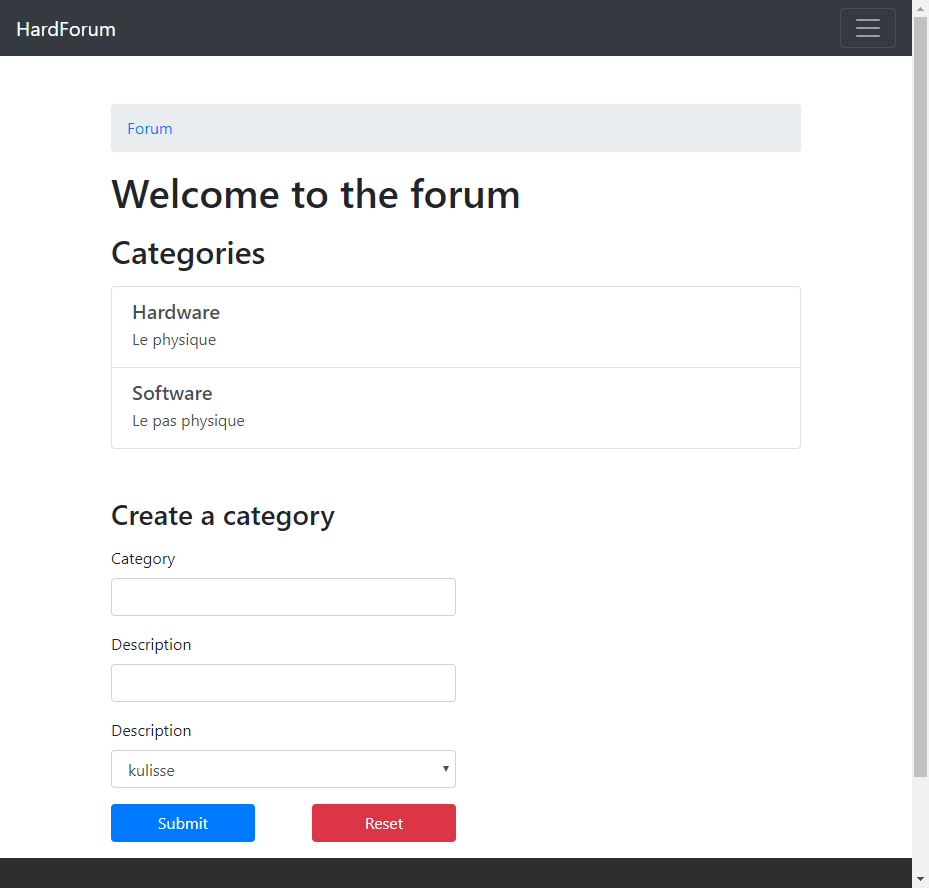 HardForum
Forum
Welcome to the forum
Categories
Hardware
Le physique
Software
Le pas physique
Create a category
Category
Description
Description
kulisse
Submit Reset